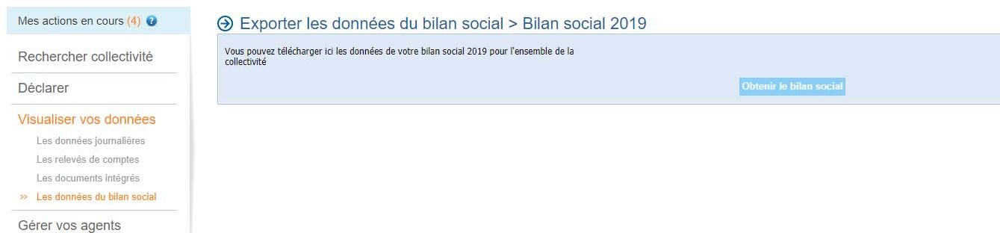 Mes actions en cours (4) ?
Rechercher collectivité
Déclarer
Visualiser vos données
Les données journalières
Les relevés de comptes
Les documents intégrés
>> Les données du bilan social
Gérer vos agents
Exporter les données du bilan social > Bilan social 2019
Vous pouvez télécharger ici les données de votre bilan social 2019 pour l'ensemble de la
collectivité
Obtenir le bilan social